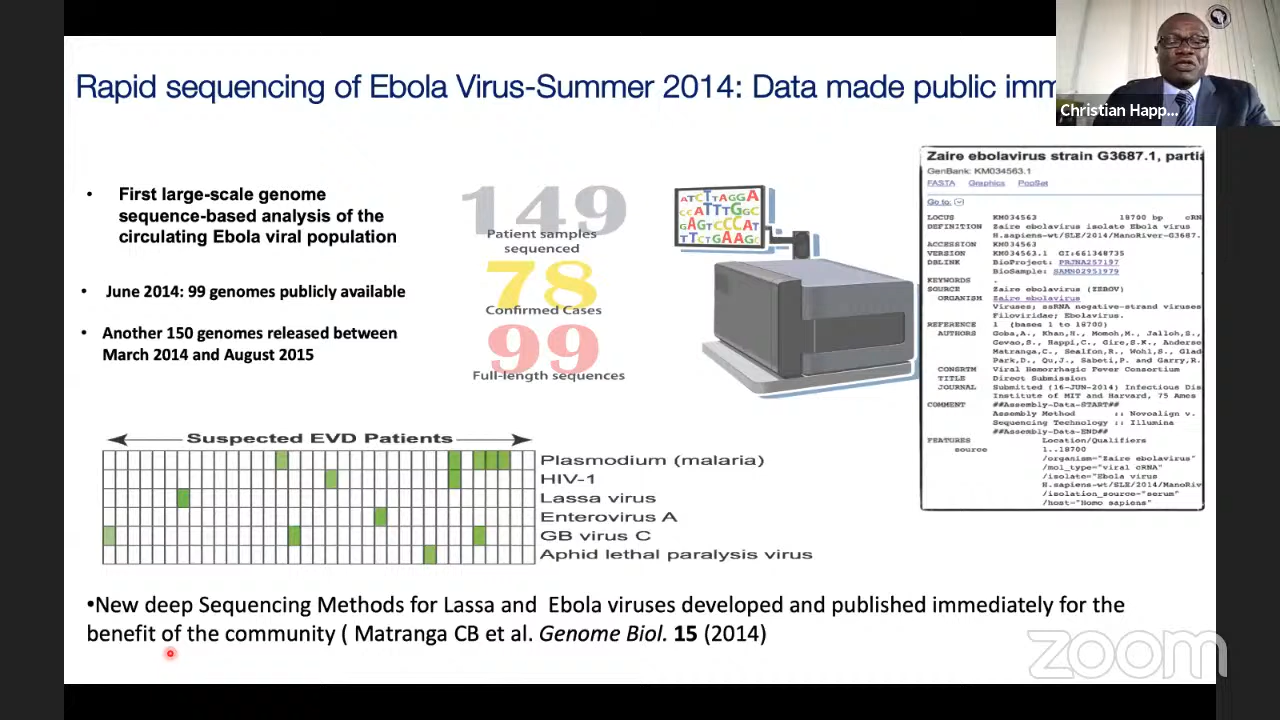 Rapid sequencing of Ebola Virus-Summer 2014: Data made public imm
Christian Happ...
• First large-scale genome
sequence-based analysis of the
circulating Ebola viral population
• June 2014: 99 genomes publicly available
• Another 150 genomes released between
March 2014 and August 2015
149
Patient samples
sequenced
78
Confirmed Cases
99
Full-length sequences
ATCTTAGGA
CCATTTGGC
GAGTCCCAT
TTCTGAAGC
Zaire ebolavirus strain G3687.1, partia
GenBank: KM034563.1
FASTA Graphics PopSet
Go to:
LOCUS KM034563 18700 bp cRN
DEFINITION Zaire ebolavirus isolate Ebola virus
H.sapiens-wt/SLE/2014/ManoRiver-G3687.
ACCESSION KM034563
VERSION KM034563.1 GI:661348735
DBLINK BioProject: PRJNA257197
BioSample: SAMN02951979
KEYWORDS .
SOURCE Zaire ebolavirus (ZEBOV)
ORGANISM Zaire ebolavirus
Viruses; ssRNA negative-strand viruses
Filoviridae; Ebolavirus.
REFERENCE 1 (bases 1 to 18700)
AUTHORS Goba,A., Khan,H., Momoh,M., Jalloh,S.,
Gevao,S., Happi,C., Gire,S.K., Anderse
Matranga,C., Sealfon,R., Wohl,S., Glad
Park,D., Qu,J., Sabeti,P. and Garry,R.
CONSRTM Viral Hemorrhagic Fever Consortium
TITLE Direct Submission
JOURNAL Submitted (16-JUN-2014) Infectious Dis
Institute of MIT and Harvard, 75 Ames
COMMENT ##Assembly-Data-START##
Assembly Method :: Novoalign v.
Sequencing Technology :: Illumina
##Assembly-Data-END##
FEATURES Location/Qualifiers
source 1..18700
/organism="Zaire ebolavirus"
/mol_type="viral cRNA"
/isolate="Ebola virus
H.sapiens-wt/SLE/2014/ManoRiv
/isolation_source="serum"
/host="Homo sapiens"
Suspected EVD Patients
Plasmodium (malaria)
HIV-1
Lassa virus
Enterovirus A
GB virus C
Aphid lethal paralysis virus
•New deep Sequencing Methods for Lassa and Ebola viruses developed and published immediately for the
benefit of the community ( Matranga CB et al. Genome Biol. 15 (2014)
zoom